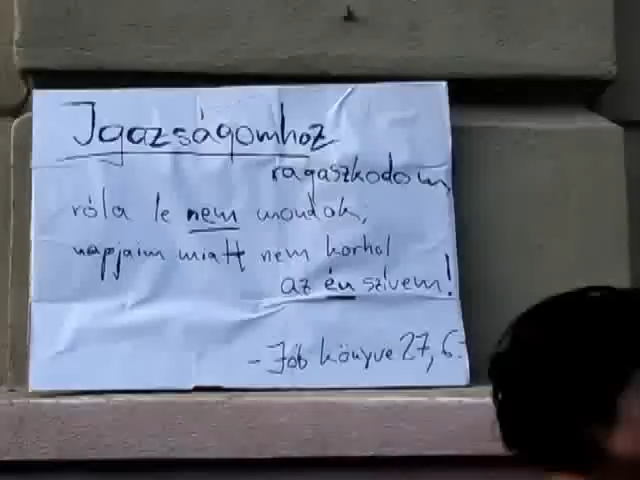 Igazságomhoz
ragaszkodom,
róla le nem mondok;
napjaim miatt nem korhol
az én szívem!
- Jób könyve 27,6.